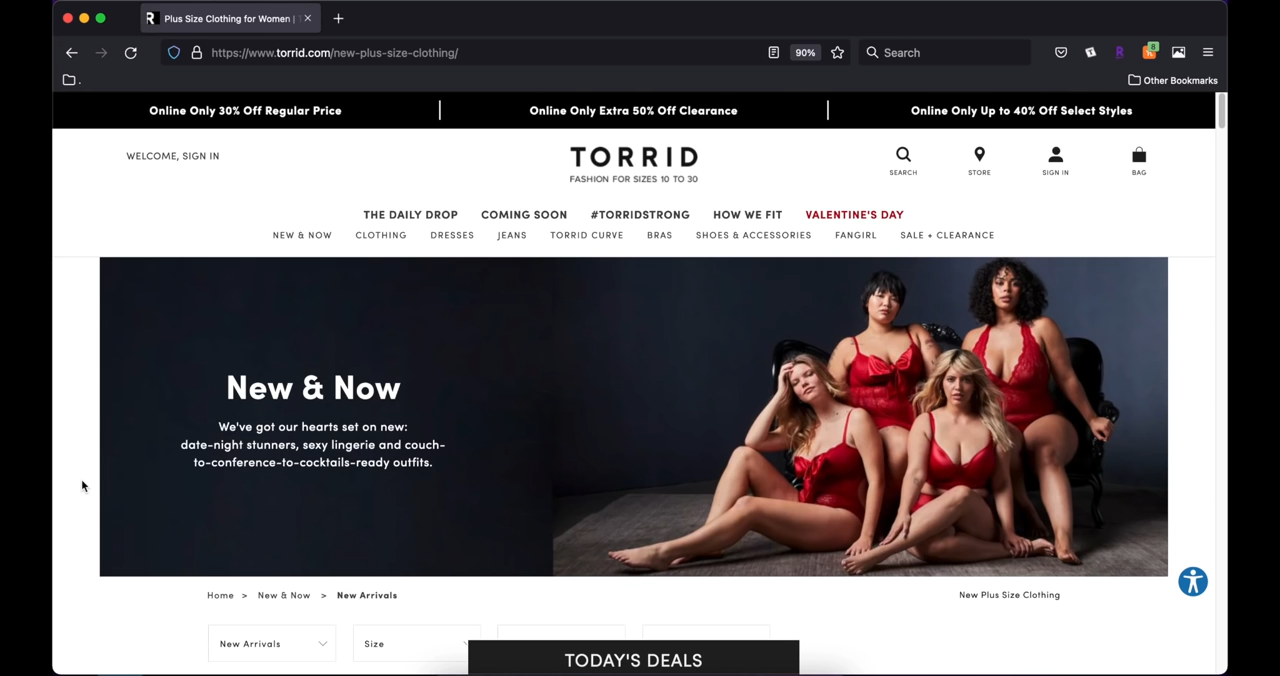 Plus Size Clothing for Women |
https://www.torrid.com/new-plus-size-clothing/
90%
Search
8
.
Other Bookmarks
Online Only 30% Off Regular Price
Online Only Extra 50% Off Clearance
Online Only Up to 40% Off Select Styles
WELCOME, SIGN IN
TORRID
FASHION FOR SIZES 10 TO 30
SEARCH
STORE
SIGN IN
BAG
THE DAILY DROP
COMING SOON
#TORRIDSTRONG
HOW WE FIT
VALENTINE'S DAY
NEW & NOW
CLOTHING
DRESSES
JEANS
TORRID CURVE
BRAS
SHOES & ACCESSORIES
FANGIRL
SALE + CLEARANCE
New & Now
We've got our hearts set on new:
date-night stunners, sexy lingerie and couch-
to-conference-to-cocktails-ready outfits.
Home > New & Now > New Arrivals
New Plus Size Clothing
New Arrivals
Size
TODAY'S DEALS